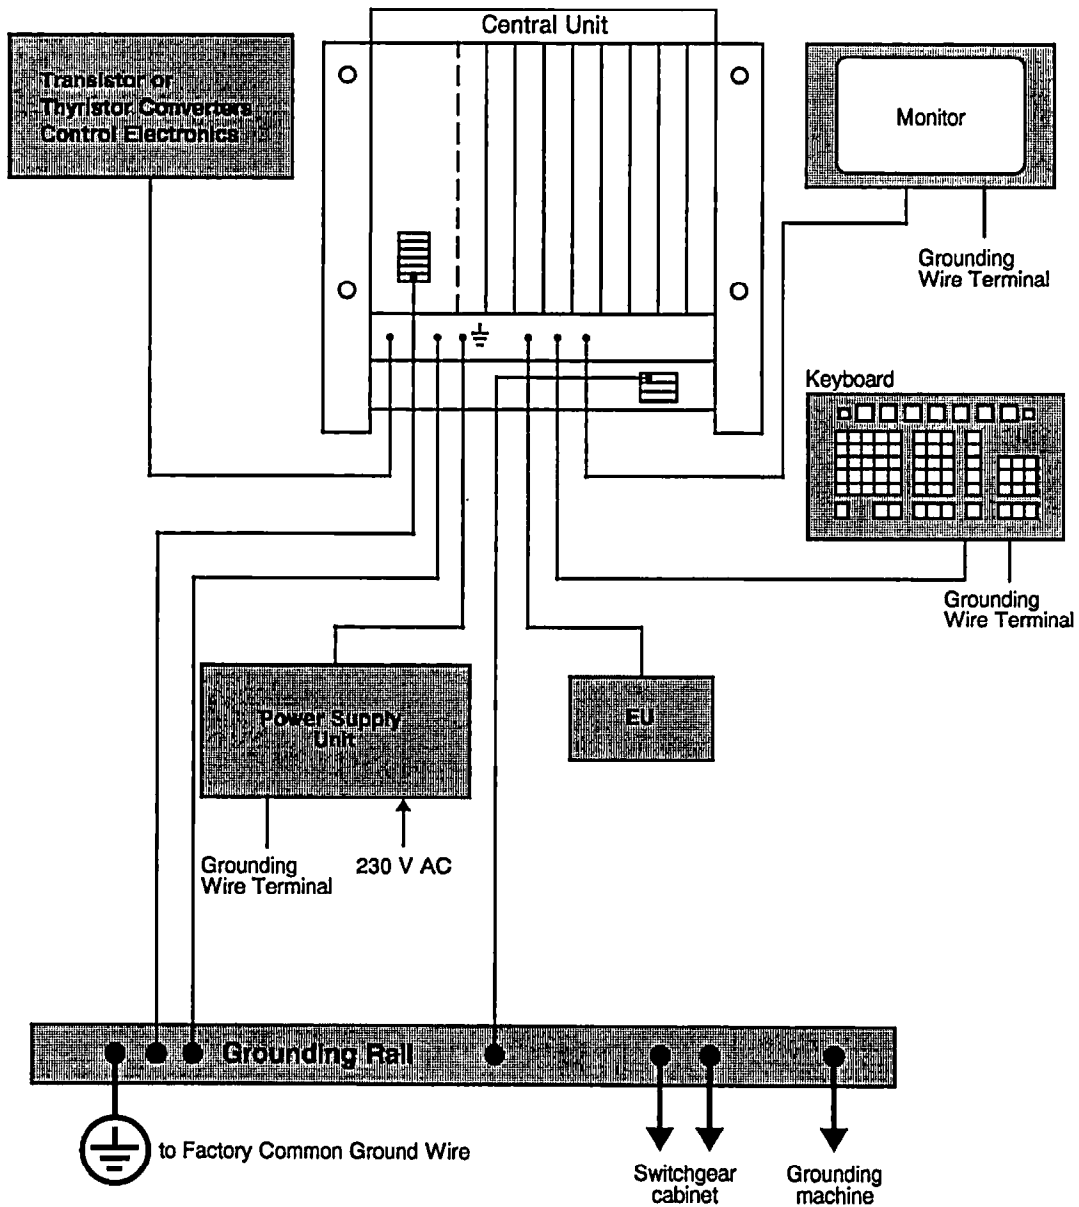 Central Unit
Transistor or
Thyristor Converters
Control Electronics
Monitor
Grounding
Wire Terminal
Keyboard
Grounding
Wire Terminal
Power Supply
Unit
EU
Grounding
Wire Terminal
230 V AC
Grounding Rail
to Factory Common Ground Wire
Switchgear
cabinet
Grounding
machine